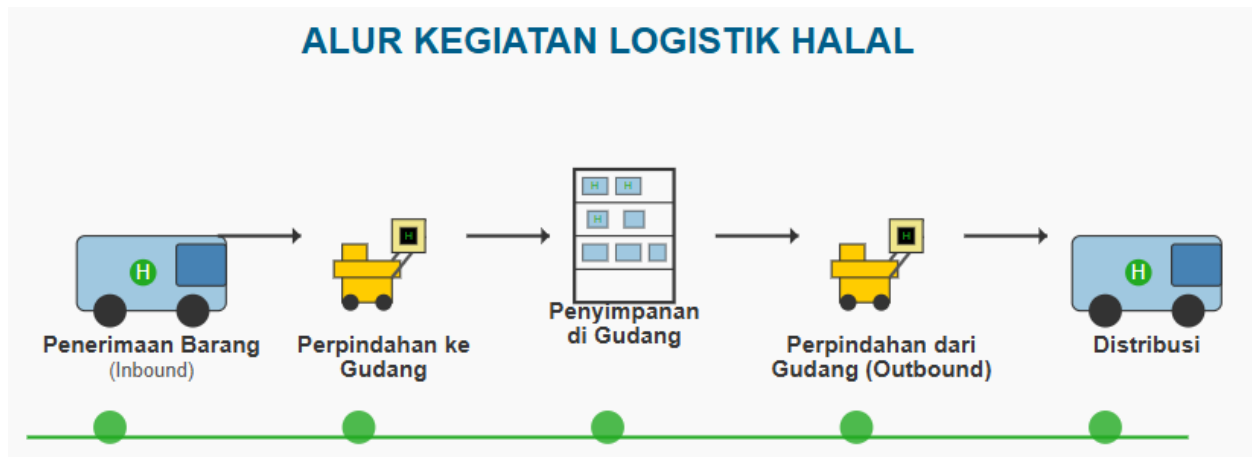 ALUR KEGIATAN LOGISTIK HALAL
H H
H
H
H
H
H
Penerimaan Barang
(Inbound)
Perpindahan ke
Gudang
Penyimpanan
di Gudang
Perpindahan dari
Gudang (Outbound)
Distribusi